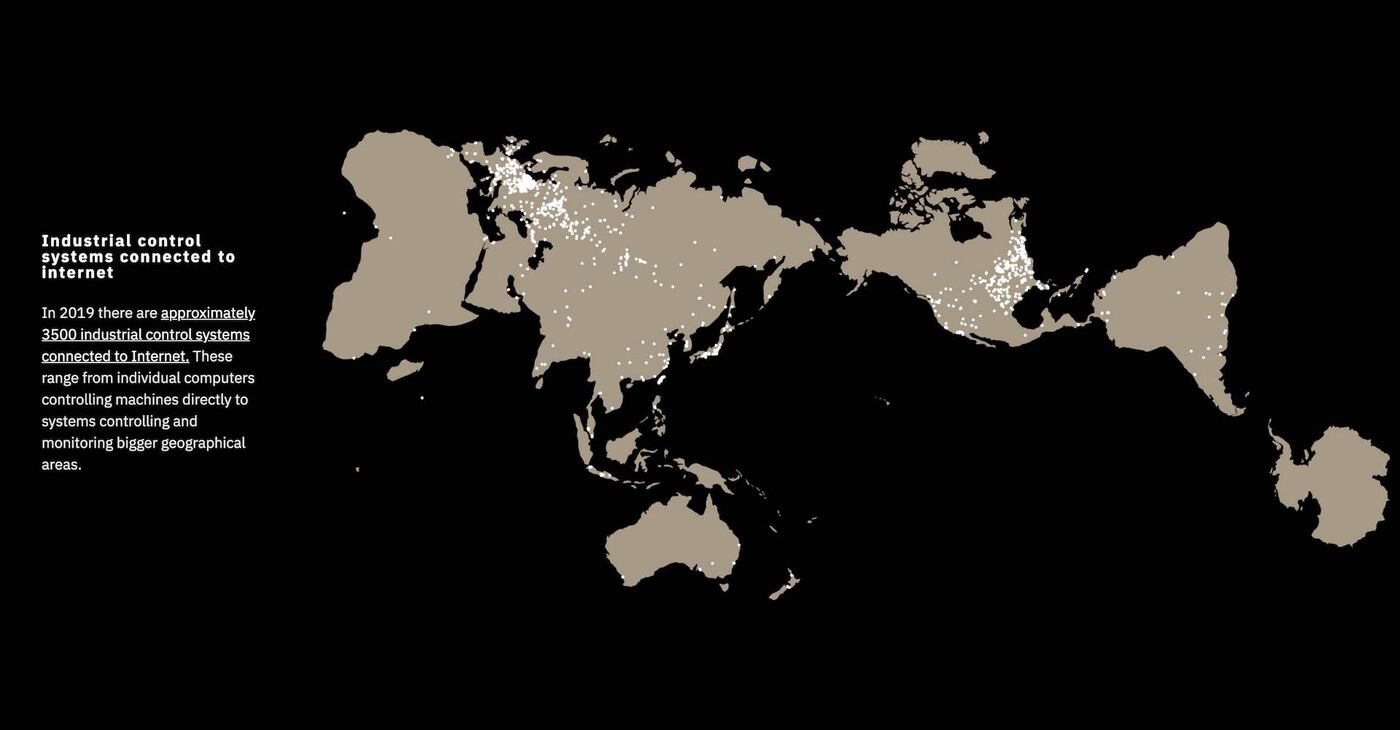 Industrial control
systems connected to
internet
In 2019 there are approximately
3500 industrial control systems
connected to Internet. These
range from individual computers
controlling machines directly to
systems controlling and
monitoring bigger geographical
areas.